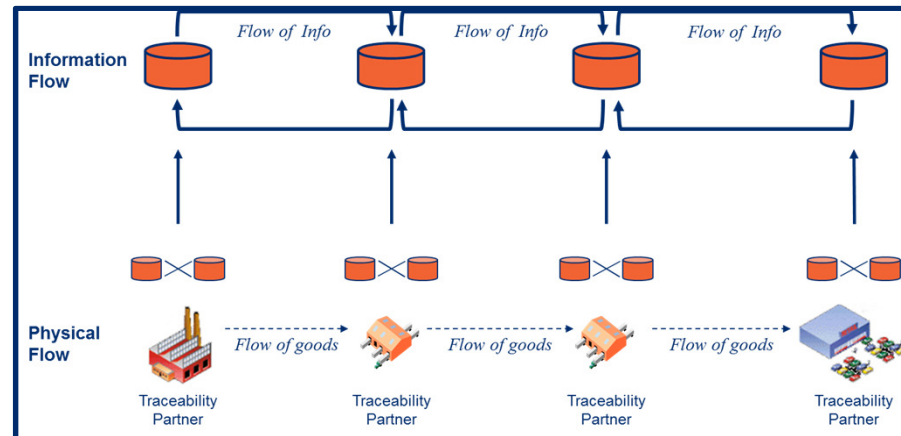 Flow of Info
Flow of Info
Flow of Info
Information
Flow
Physical
Flow
Flow of goods
Flow of goods
Flow of goods
Traceability
Partner
Traceability
Partner
Traceability
Partner
Traceability
Partner